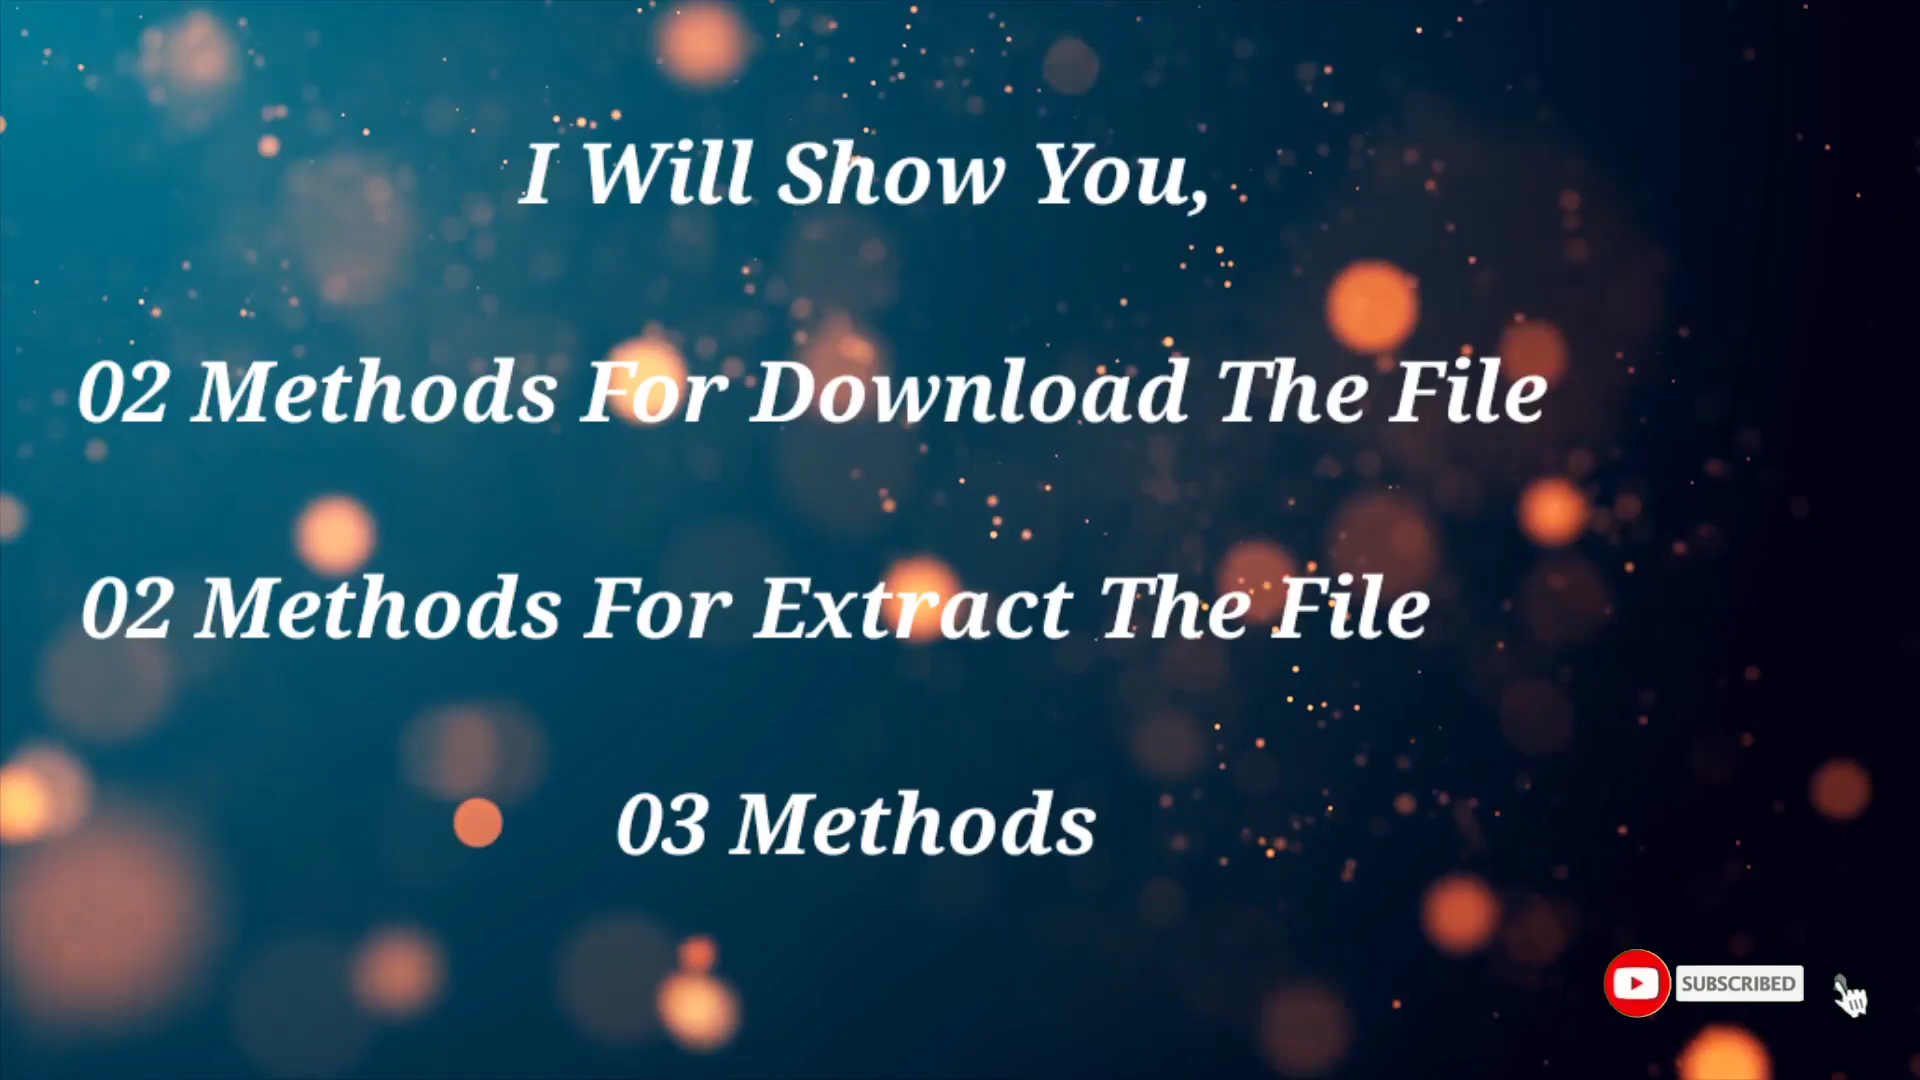 I Will Show You,
02 Methods For Download The File
02 Methods For Extract The File
03 Methods
SUBSCRIBED